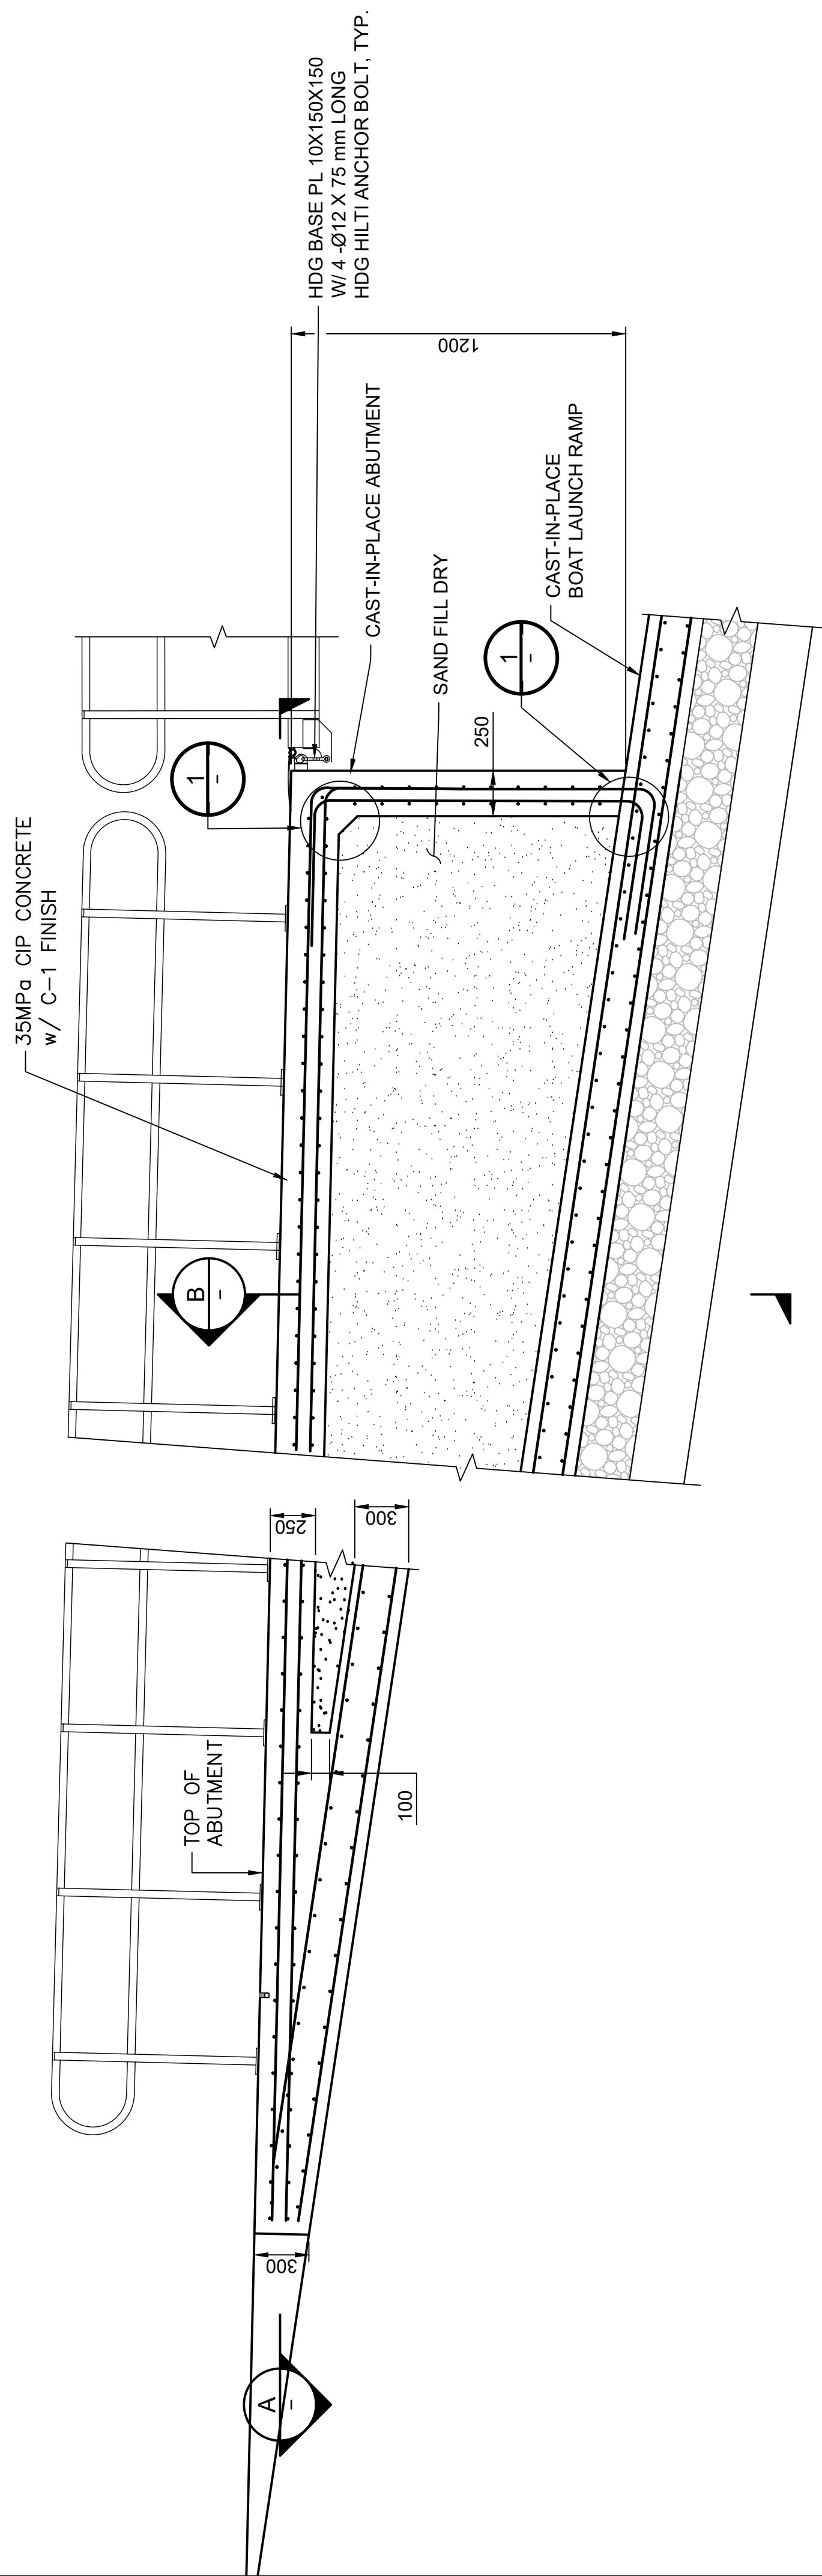 35MPa CIP CONCRETE
w/ C-1 FINISH
HDG BASE PL 10X150X150
W/ 4 -Ø12 X 75 mm LONG
HDG HILTI ANCHOR BOLT, TYP.
1
-
CAST-IN-PLACE ABUTMENT
1200
SAND FILL DRY
250
1
-
CAST-IN-PLACE
BOAT LAUNCH RAMP
B
-
250
300
TOP OF
ABUTMENT
100
300
A
-